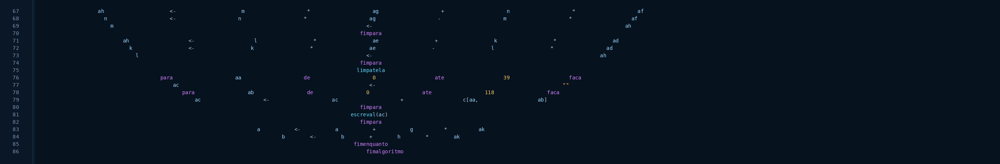 67 ah <- m * ag + n * af
68 n <- n * ag - m * af
69 m <- ah
70 fimpara
71 ah <- l * ae + k * ad
72 k <- k * ae - l * ad
73 l <- ah
74 fimpara
75 limpatela
76 para aa de 0 ate 39 faca
77 ac <- ""
78 para ab de 0 ate 118 faca
79 ac <- ac + c[aa, ab]
80 fimpara
81 escreval(ac)
82 fimpara
83 a <- a + g * ak
84 b <- b + h * ak
85 fimenquanto
86 fimalgoritmo